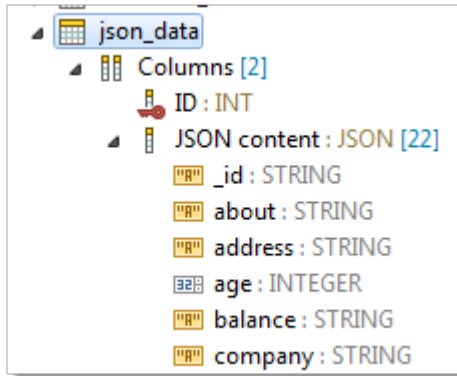 json_data
Columns [2]
ID : INT
JSON content : JSON [22]
"A" _id : STRING
"A" about : STRING
"A" address : STRING
32 age : INTEGER
"A" balance : STRING
"A" company : STRING